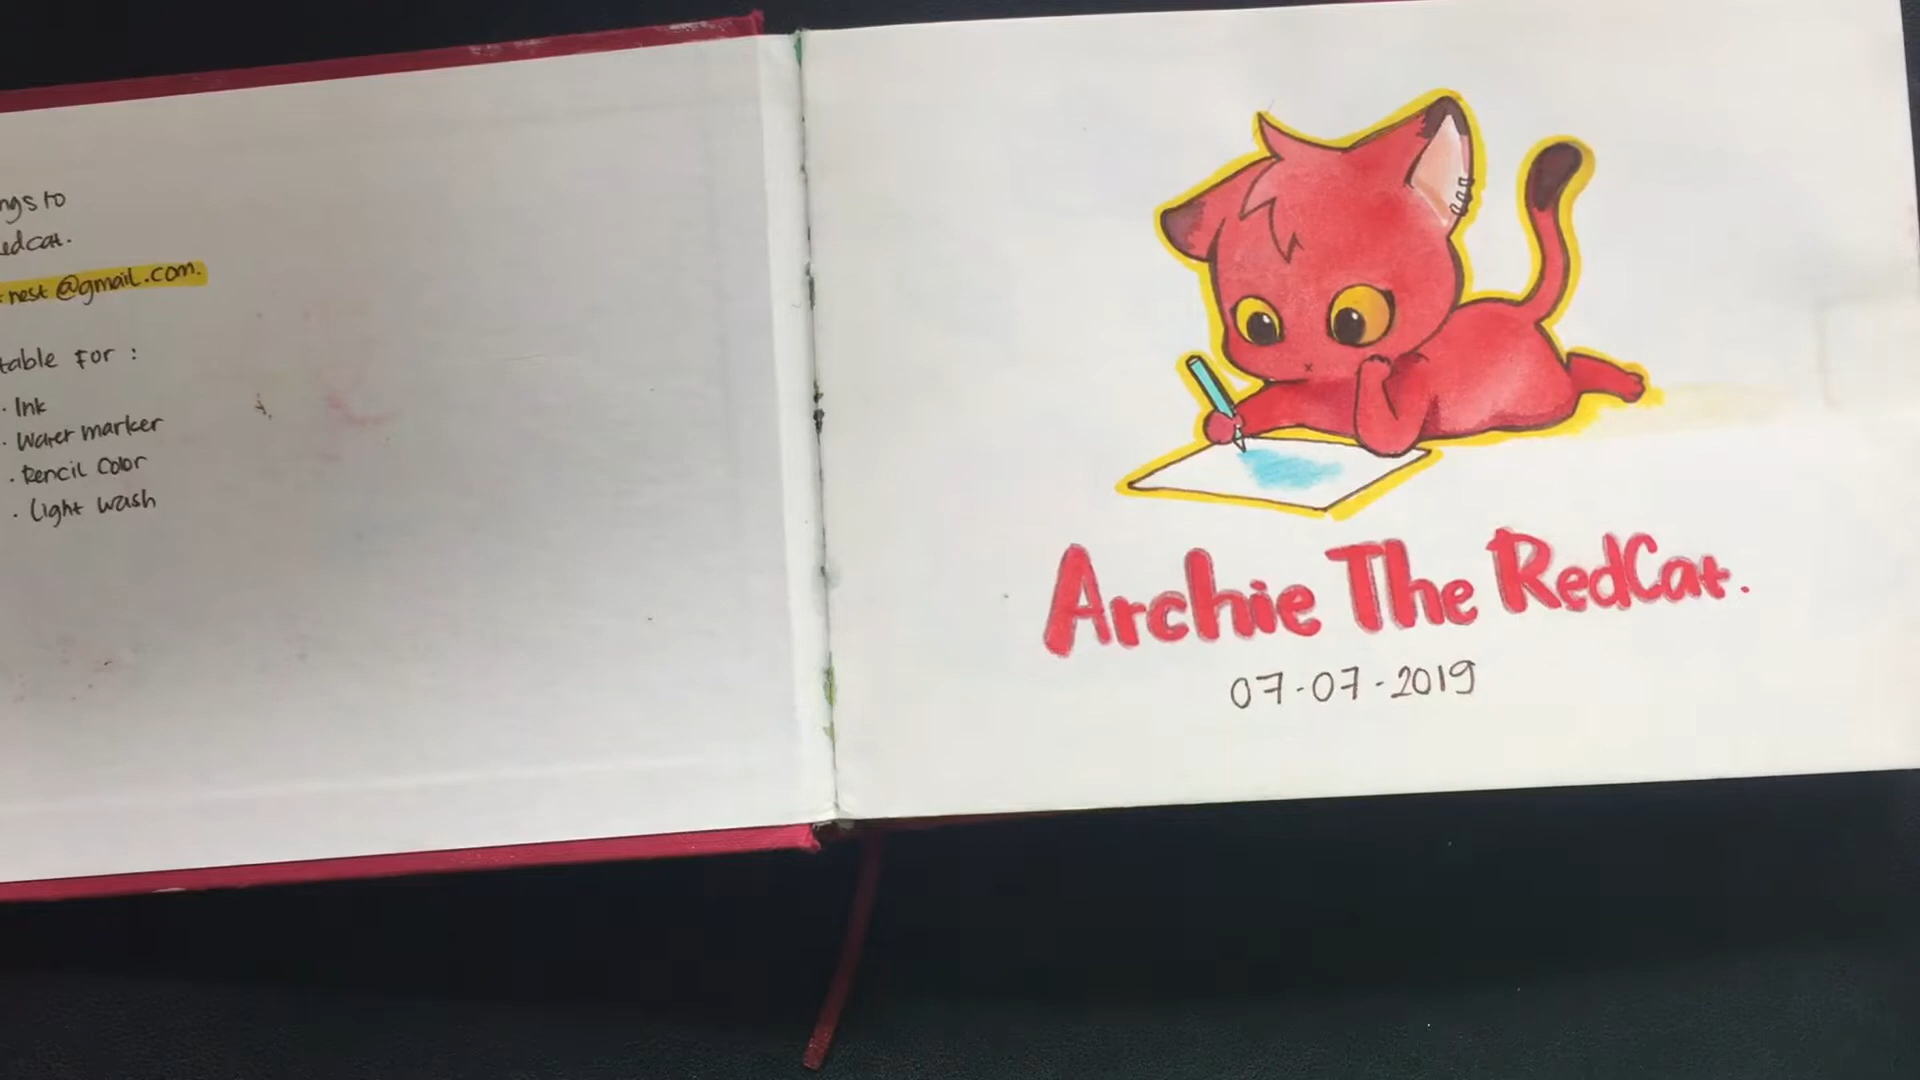 ngs to
edcat.
nest @gmail.com.
table for :
· Ink
· Water marker
· Pencil Color
· Light wash
Archie The RedCat.
07-07-2019